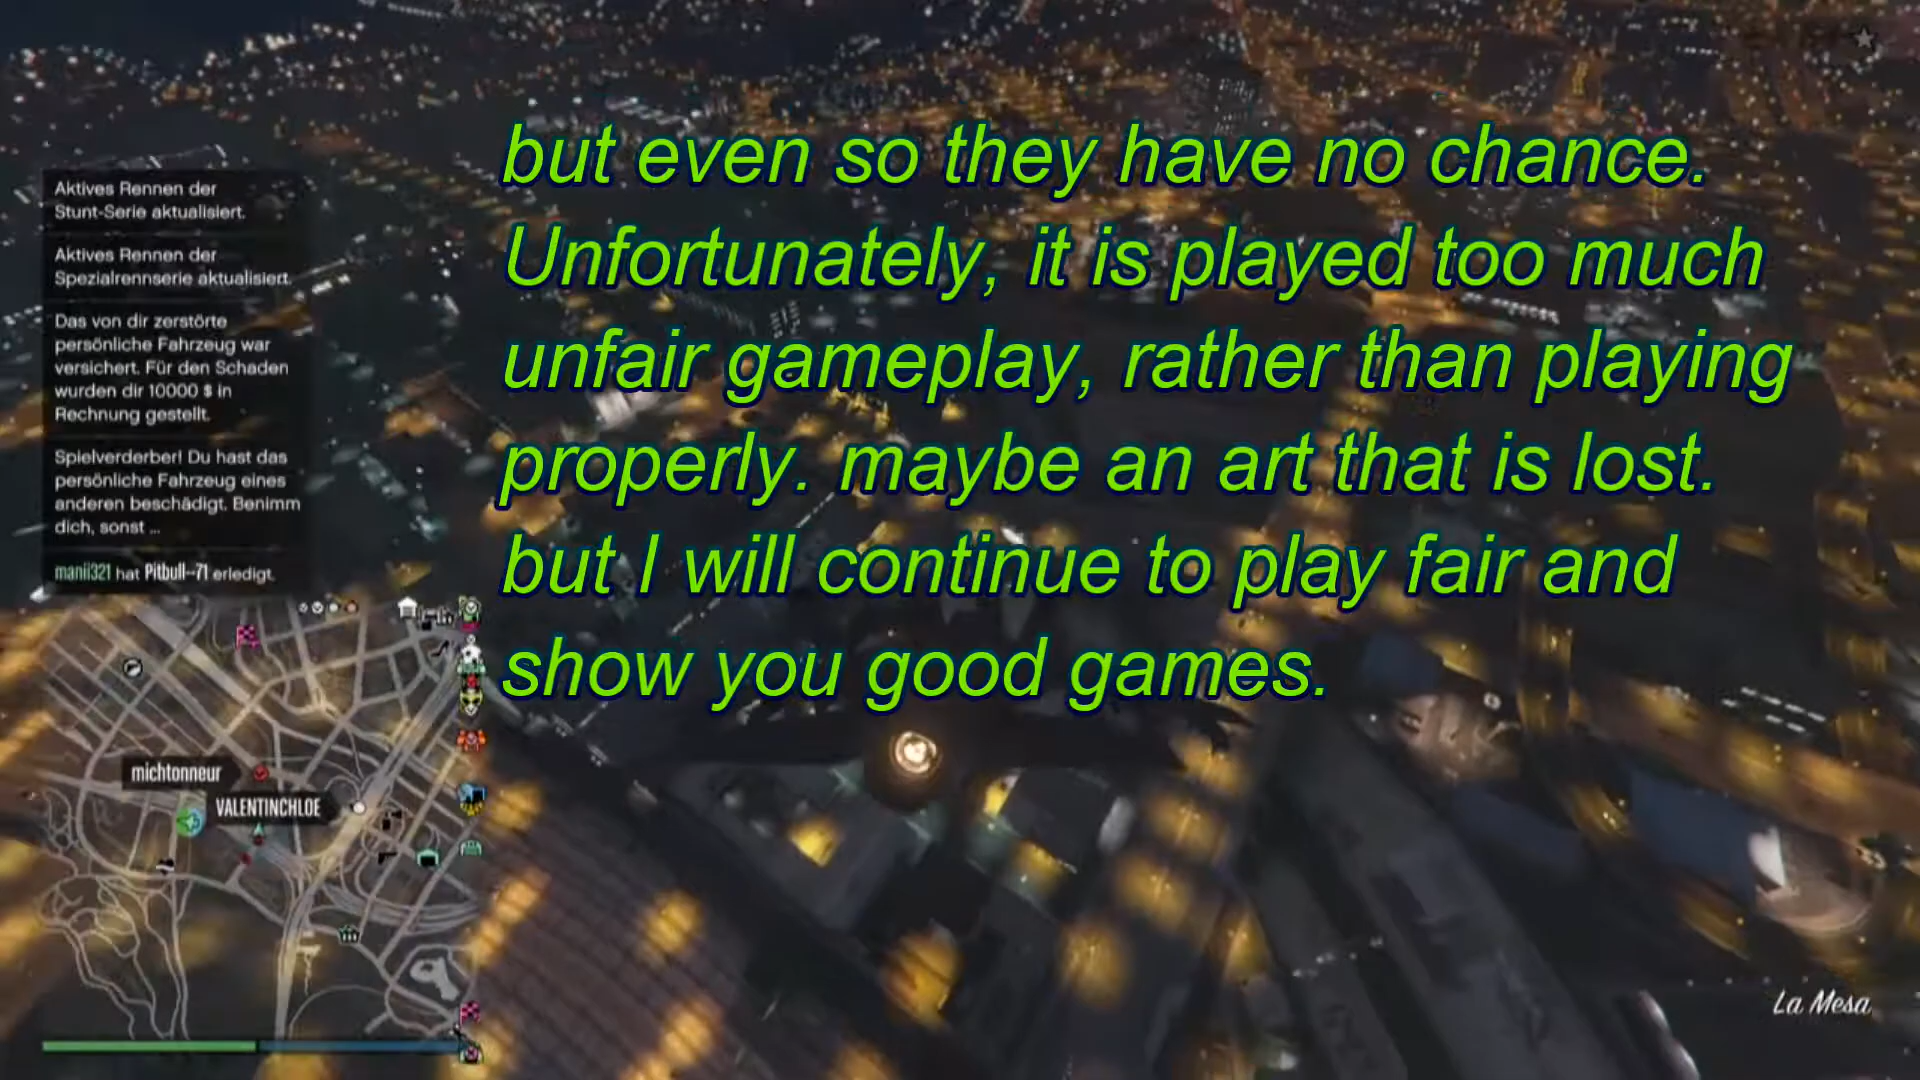 Aktives Rennen der
Stunt-Serie aktualisiert.
Aktives Rennen der
Spezialrennserie aktualisiert.
Das von dir zerstörte
persönliche Fahrzeug war
versichert. Für den Schaden
wurden dir 10000 $ in
Rechnung gestellt.
Spielverderber! Du hast das
persönliche Fahrzeug eines
anderen beschädigt. Benimm
dich, sonst ...
manii321 hat Pitbull--71 erledigt.
but even so they have no chance.
Unfortunately, it is played too much
unfair gameplay, rather than playing
properly. maybe an art that is lost.
but I will continue to play fair and
show you good games.
michtonneur
VALENTINCHLOE
La Mesa